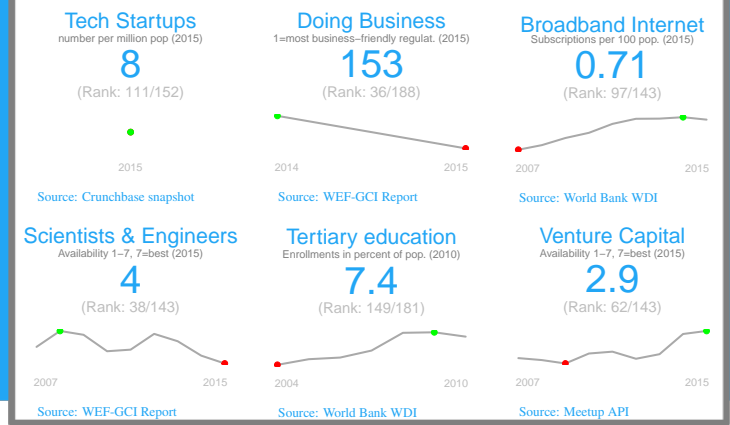 Tech Startups
number per million pop (2015)
8
(Rank: 111/152)
2015
Source: Crunchbase snapshot
Doing Business
1=most business−friendly regulat. (2015)
153
(Rank: 36/188)
2014 2015
Source: WEF-GCI Report
Broadband Internet
Subscriptions per 100 pop. (2015)
0.71
(Rank: 97/143)
2007 2015
Source: World Bank WDI
Scientists & Engineers
Availability 1−7, 7=best (2015)
4
(Rank: 38/143)
2007 2015
Source: WEF-GCI Report
Tertiary education
Enrollments in percent of pop. (2010)
7.4
(Rank: 149/181)
2004 2010
Source: World Bank WDI
Venture Capital
Availability 1−7, 7=best (2015)
2.9
(Rank: 62/143)
2007 2015
Source: Meetup API